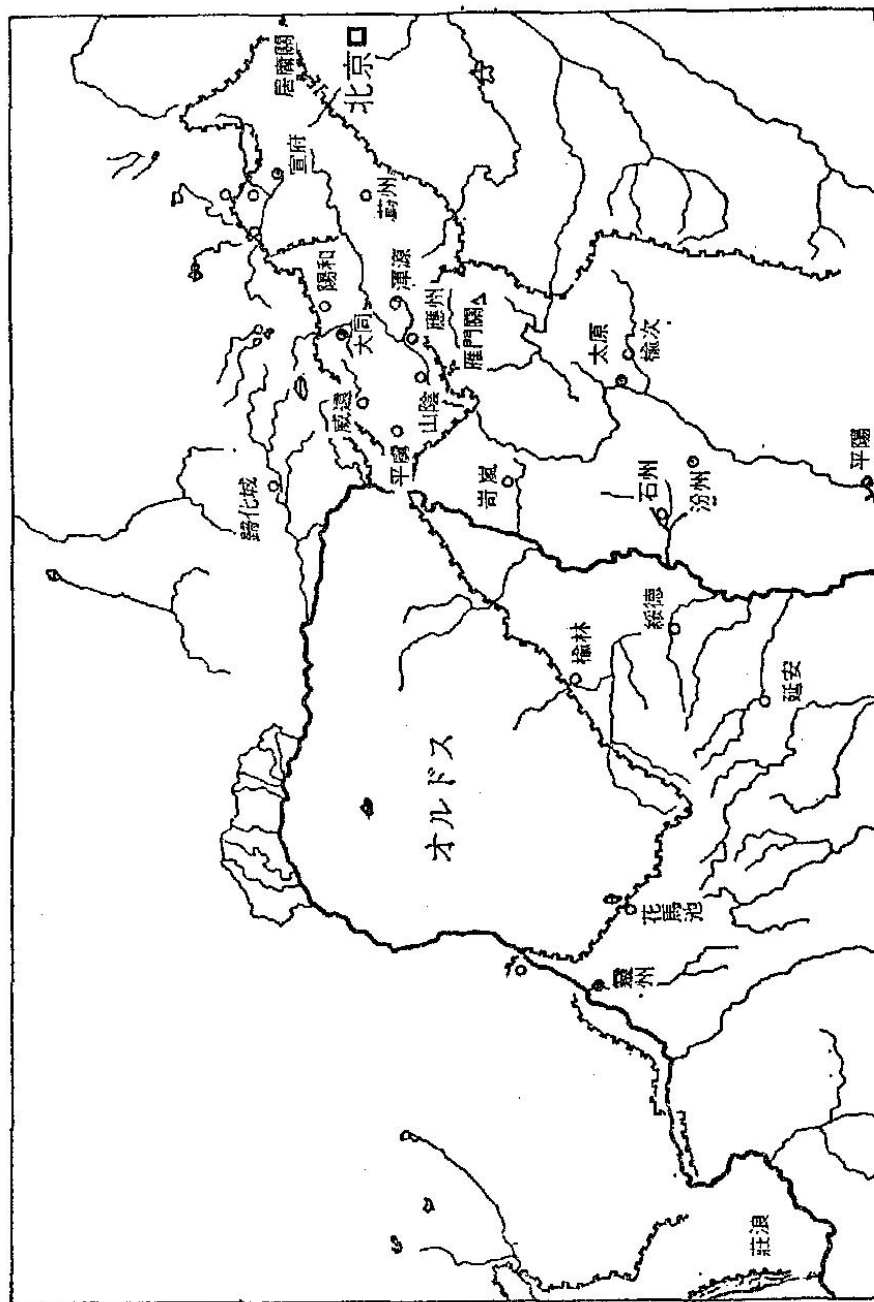 居庸關
北京
宣府
蔚州
陽和
渾源
大同
應州
雁門關
威遠
山陰
平虜
太原
楡次
歸化城
岢嵐
石州
汾州
平陽
楡林
綏德
延安
オルドス
花馬池
靈州
莊浪